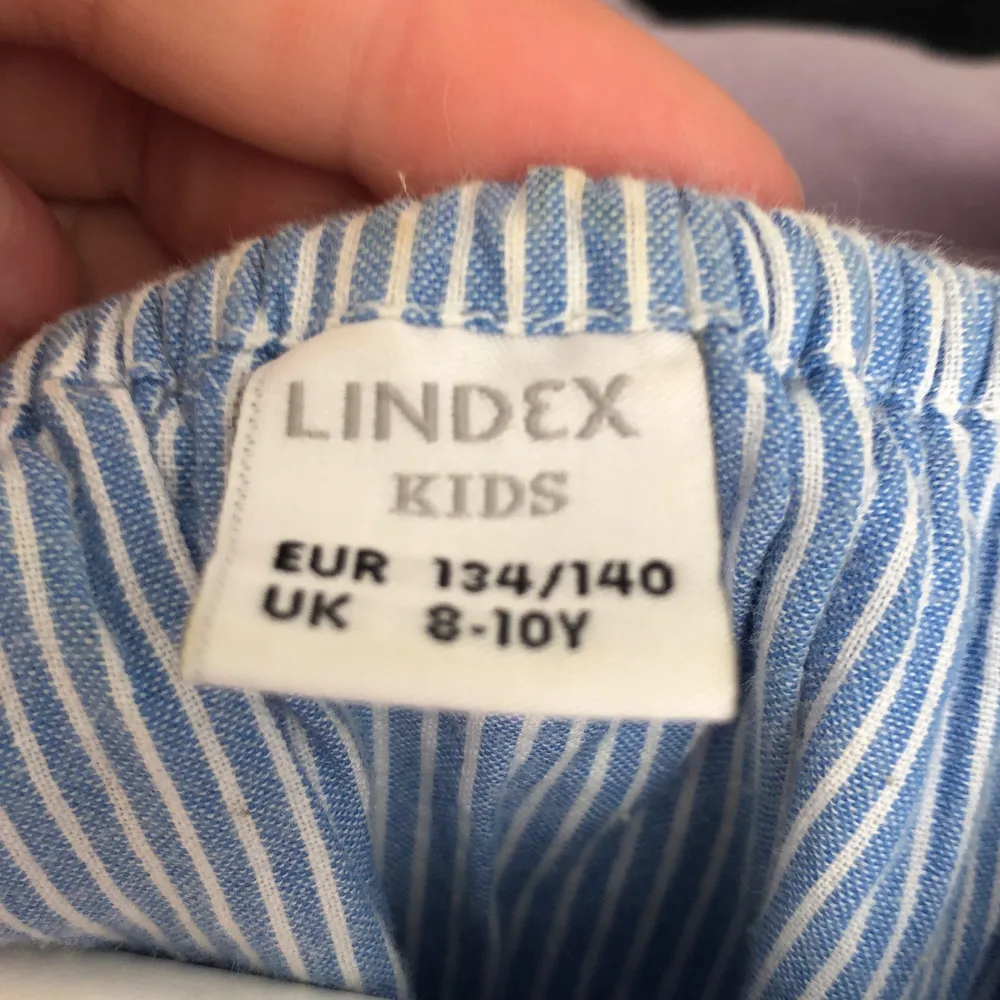 LINDEX
KIDS
EUR 134/140
UK 8-10Y